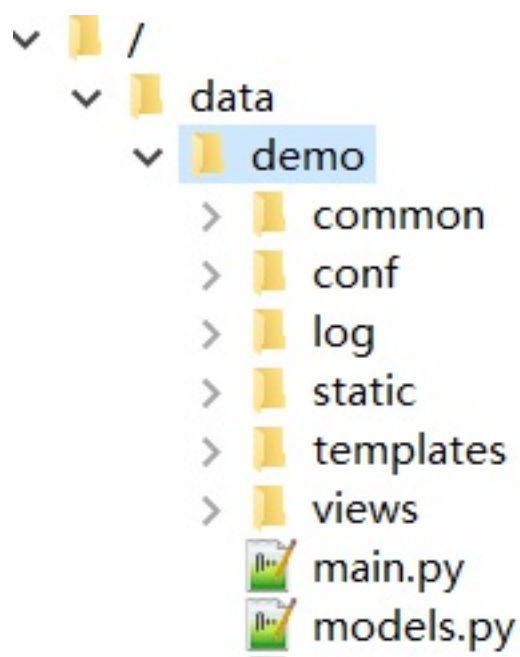 /
data
demo
common
conf
log
static
templates
views
main.py
models.py